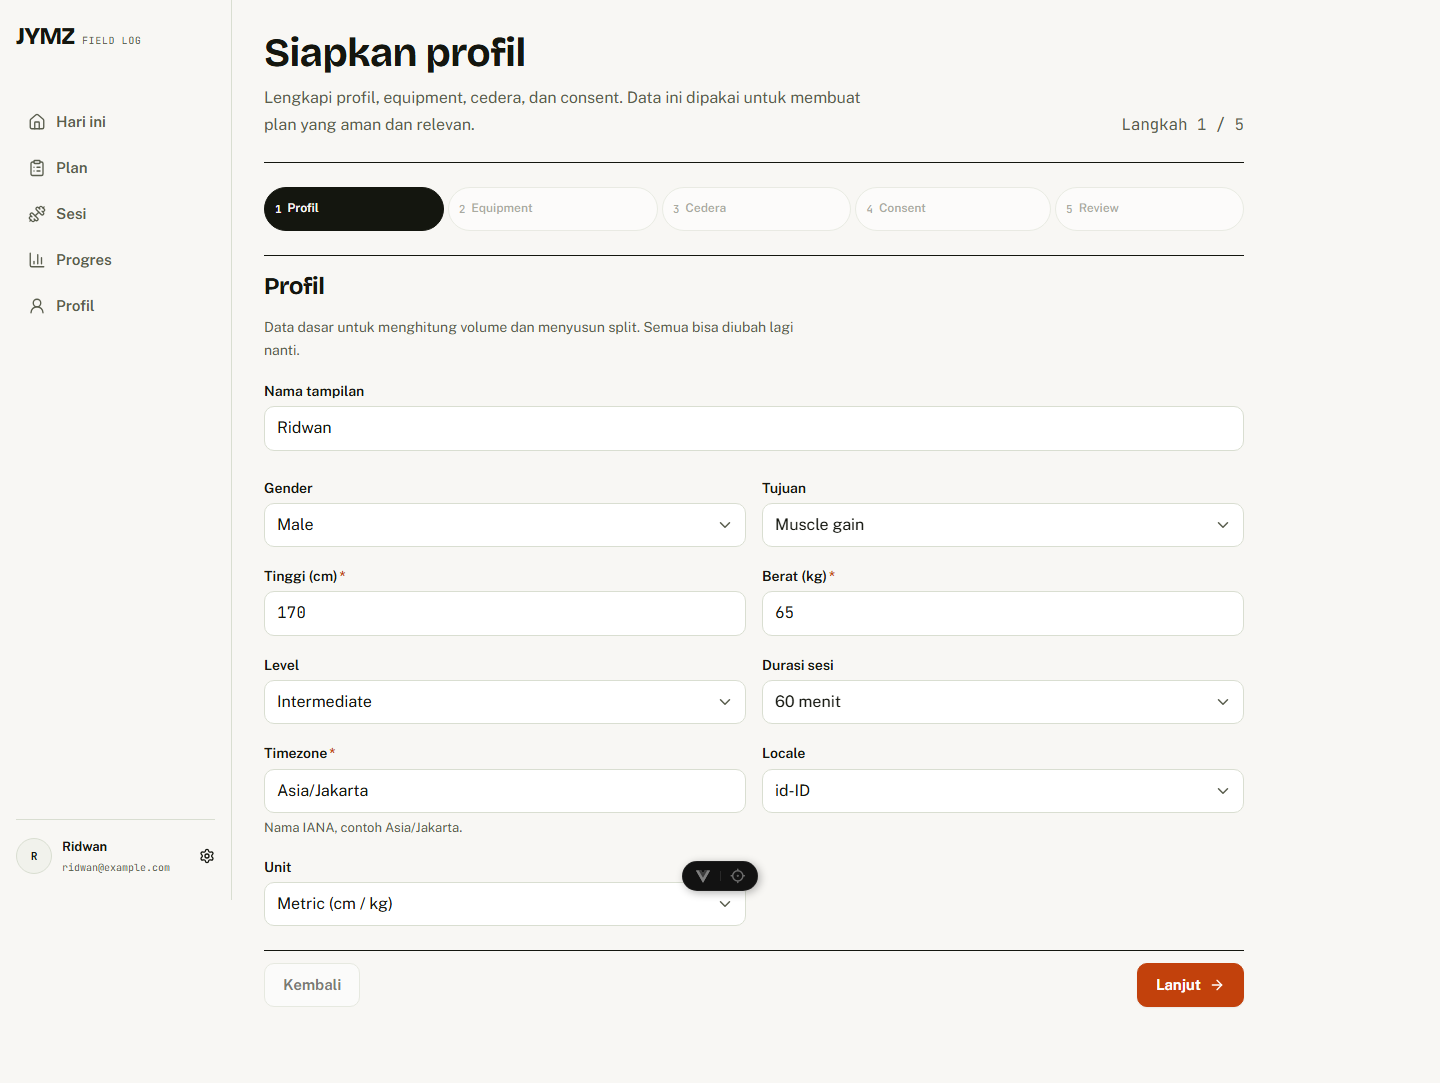 JYMZ FIELD LOG
Hari ini
Plan
Sesi
Progres
Profil
R
Ridwan
ridwan@example.com
Siapkan profil
Lengkapi profil, equipment, cedera, dan consent. Data ini dipakai untuk membuat
plan yang aman dan relevan.
Langkah 1 / 5
1 Profil
2 Equipment
3 Cedera
4 Consent
5 Review
Profil
Data dasar untuk menghitung volume dan menyusun split. Semua bisa diubah lagi
nanti.
Nama tampilan
Ridwan
Gender
Tujuan
Male
Muscle gain
Tinggi (cm)*
Berat (kg)*
170
65
Level
Durasi sesi
Intermediate
60 menit
Timezone*
Locale
Asia/Jakarta
id-ID
Nama IANA, contoh Asia/Jakarta.
Unit
Metric (cm / kg)
Kembali
Lanjut →